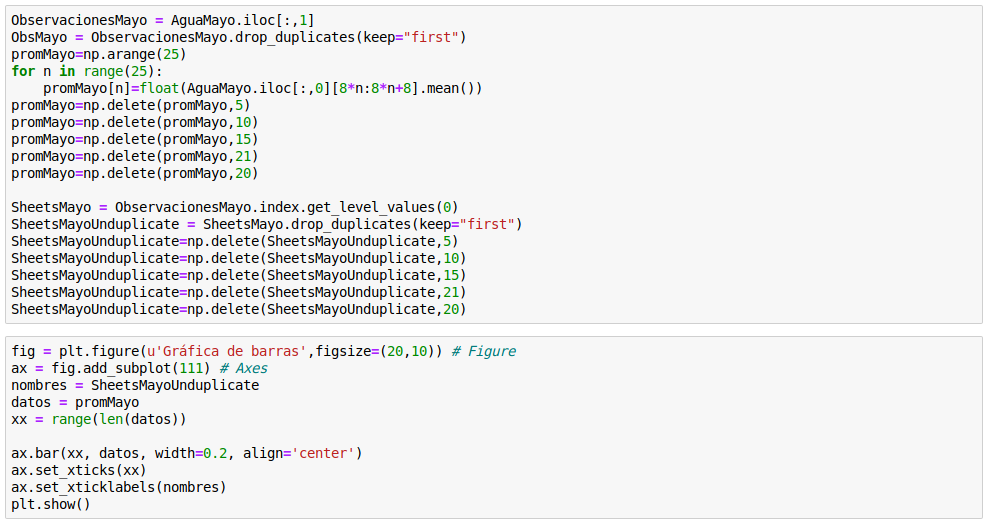 ObservacionesMayo = AguaMayo.iloc[:,1]
ObsMayo = ObservacionesMayo.drop_duplicates(keep="first")
promMayo=np.arange(25)
for n in range(25):
    promMayo[n]=float(AguaMayo.iloc[:,0][8*n:8*n+8].mean())
promMayo=np.delete(promMayo,5)
promMayo=np.delete(promMayo,10)
promMayo=np.delete(promMayo,15)
promMayo=np.delete(promMayo,21)
promMayo=np.delete(promMayo,20)

SheetsMayo = ObservacionesMayo.index.get_level_values(0)
SheetsMayoUnduplicate = SheetsMayo.drop_duplicates(keep="first")
SheetsMayoUnduplicate=np.delete(SheetsMayoUnduplicate,5)
SheetsMayoUnduplicate=np.delete(SheetsMayoUnduplicate,10)
SheetsMayoUnduplicate=np.delete(SheetsMayoUnduplicate,15)
SheetsMayoUnduplicate=np.delete(SheetsMayoUnduplicate,21)
SheetsMayoUnduplicate=np.delete(SheetsMayoUnduplicate,20)

fig = plt.figure(u'Gráfica de barras',figsize=(20,10)) # Figure
ax = fig.add_subplot(111) # Axes
nombres = SheetsMayoUnduplicate
datos = promMayo
xx = range(len(datos))

ax.bar(xx, datos, width=0.2, align='center')
ax.set_xticks(xx)
ax.set_xticklabels(nombres)
plt.show()